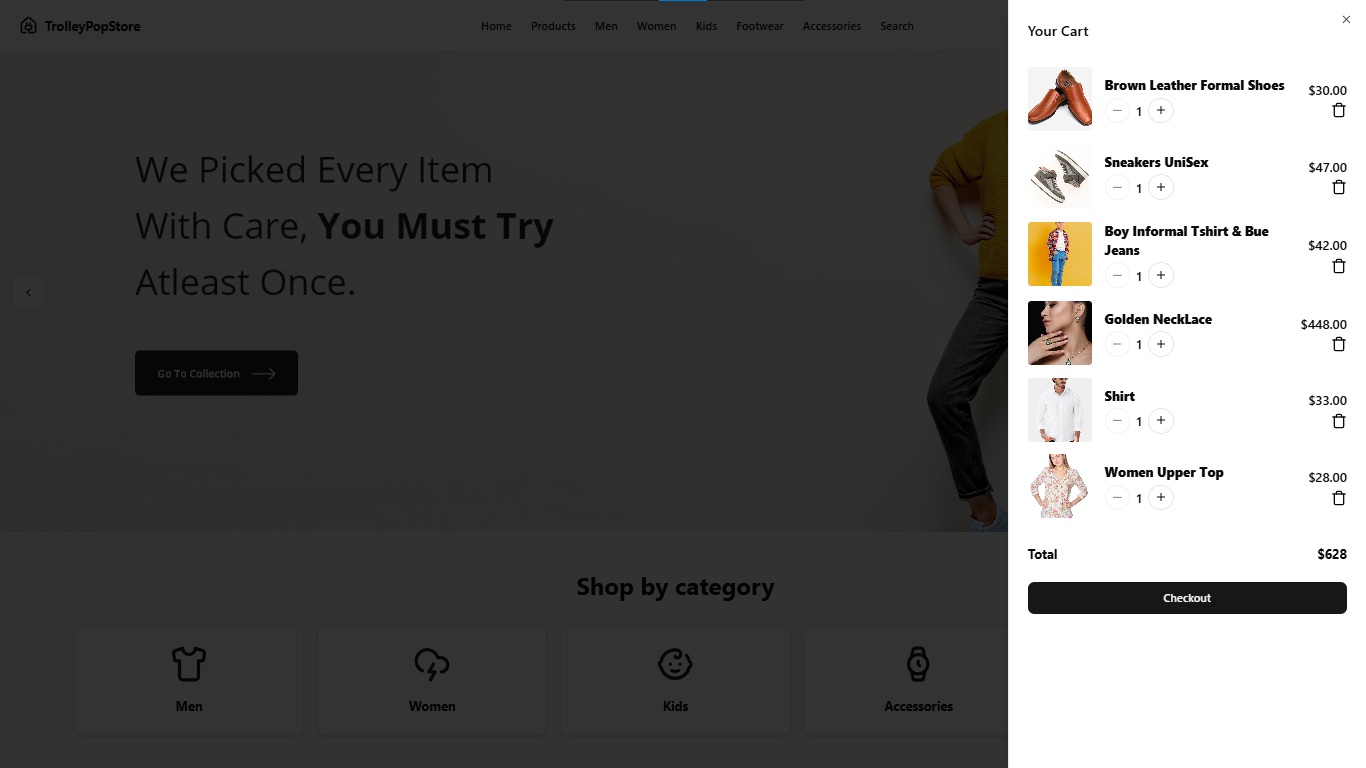 TrolleyPopStore
Home Products Men Women Kids Footwear Accessories Search
We Picked Every Item
With Care, You Must Try
Atleast Once.
Go To Collection
Shop by category
Men
Women
Kids
Accessories
Your Cart
Brown Leather Formal Shoes
$30.00
1
Sneakers UniSex
$47.00
1
Boy Informal Tshirt & Bue
Jeans
$42.00
1
Golden NeckLace
$448.00
1
Shirt
$33.00
1
Women Upper Top
$28.00
1
Total $628
Checkout